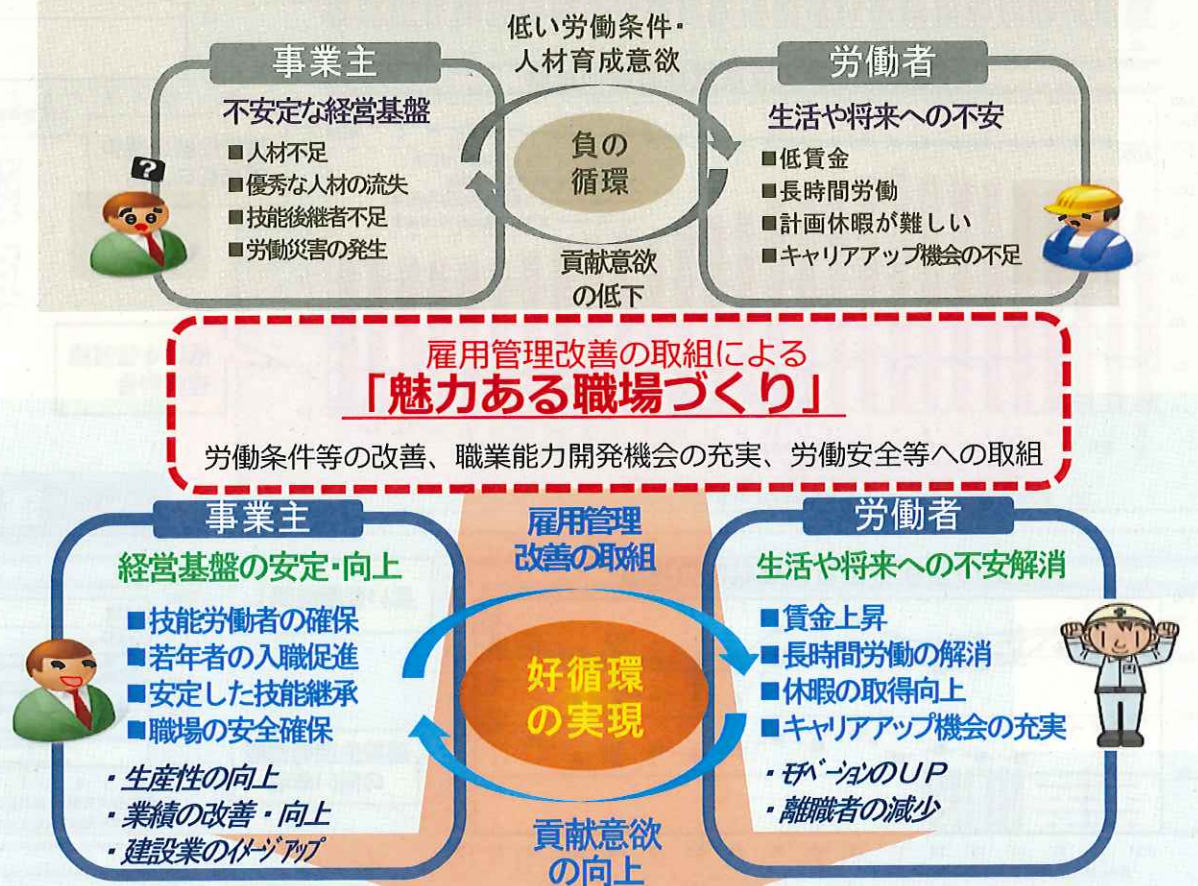 低い労働条件・
人材育成意欲
事業主
不安定な経営基盤
■人材不足
■優秀な人材の流失
■技能後継者不足
■労働災害の発生
?
負の
循環
労働者
生活や将来への不安
■低賃金
■長時間労働
■計画休暇が難しい
■キャリアアップ機会の不足
貢献意欲
の低下
雇用管理改善の取組による
「魅力ある職場づくり」
労働条件等の改善、職業能力開発機会の充実、労働安全等への取組
事業主
経営基盤の安定・向上
■技能労働者の確保
■若年者の入職促進
■安定した技能継承
■職場の安全確保
・生産性の向上
・業績の改善・向上
・建設業のｲﾒｰｼﾞｱｯﾌﾟ
雇用管理
改善の取組
好循環
の実現
貢献意欲
の向上
労働者
生活や将来への不安解消
■賃金上昇
■長時間労働の解消
■休暇の取得向上
■キャリアアップ機会の充実
・ﾓﾁﾍﾞｰｼｮﾝのUP
・離職者の減少